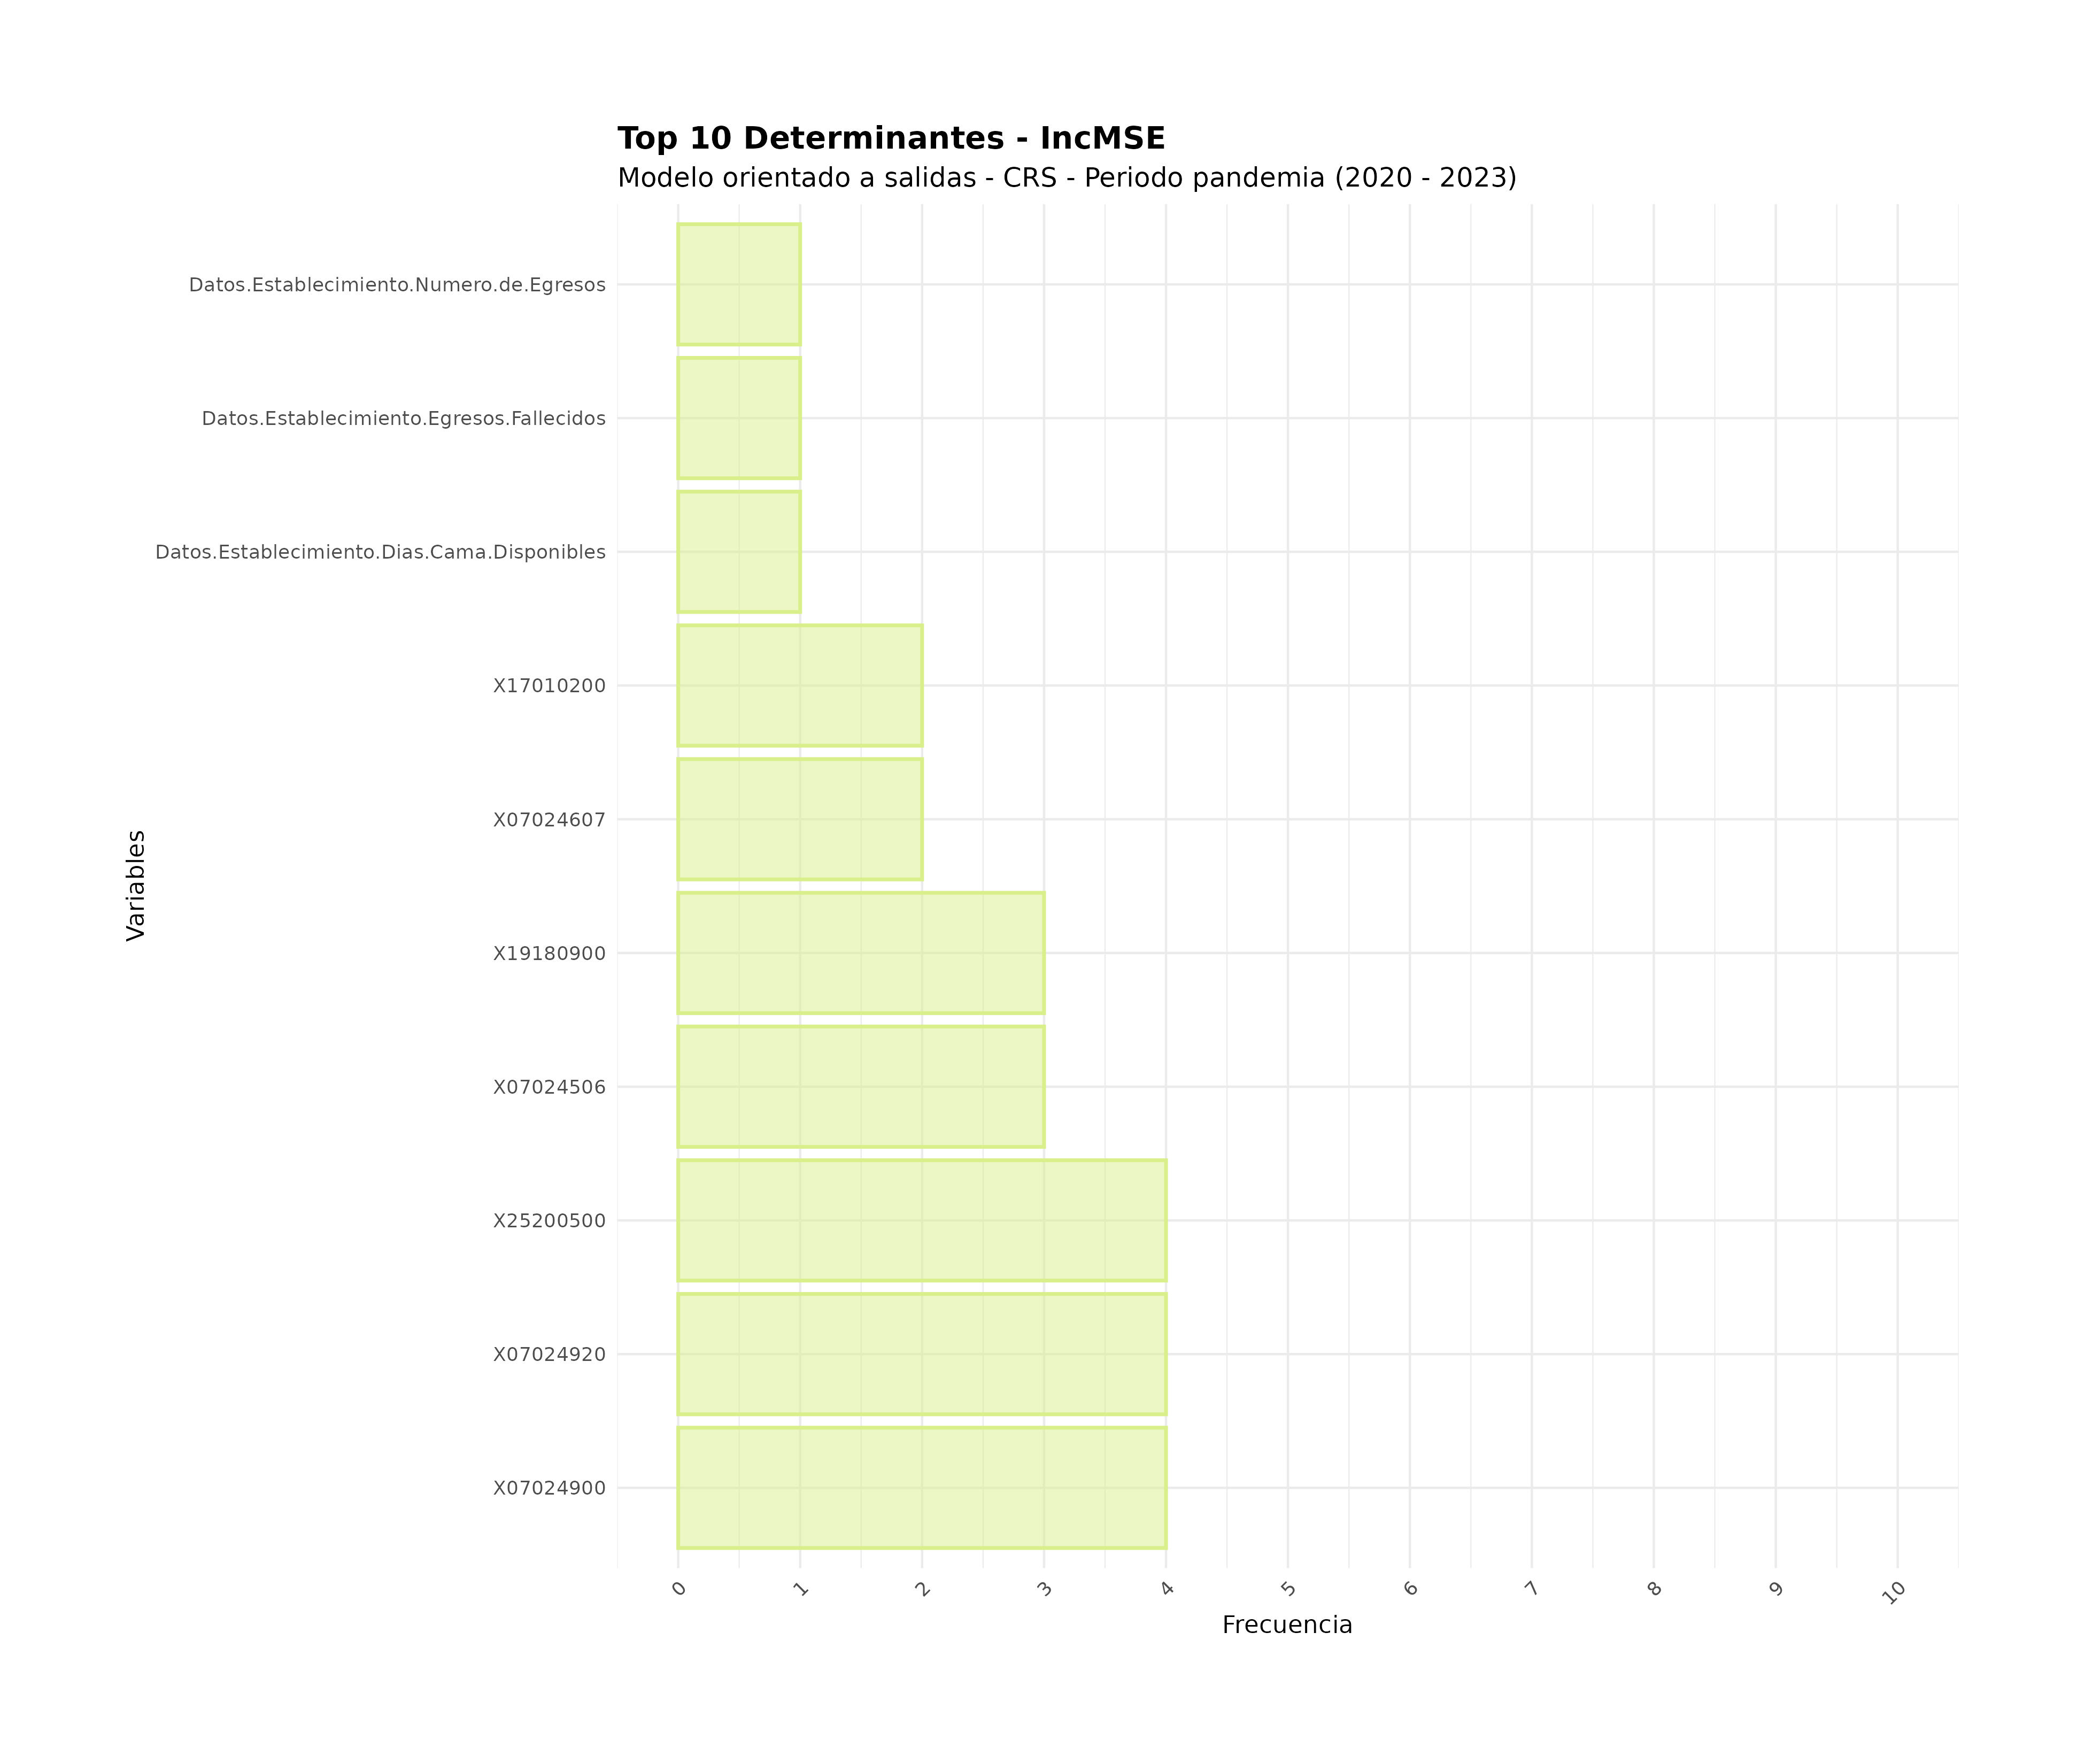 Top 10 Determinantes - IncMSE
Modelo orientado a salidas - CRS - Periodo pandemia (2020 - 2023)
Variables
Datos.Establecimiento.Numero.de.Egresos
Datos.Establecimiento.Egresos.Fallecidos
Datos.Establecimiento.Dias.Cama.Disponibles
X17010200
X07024607
X19180900
X07024506
X25200500
X07024920
X07024900
0 1 2 3 4 5 6 7 8 9 10
Frecuencia